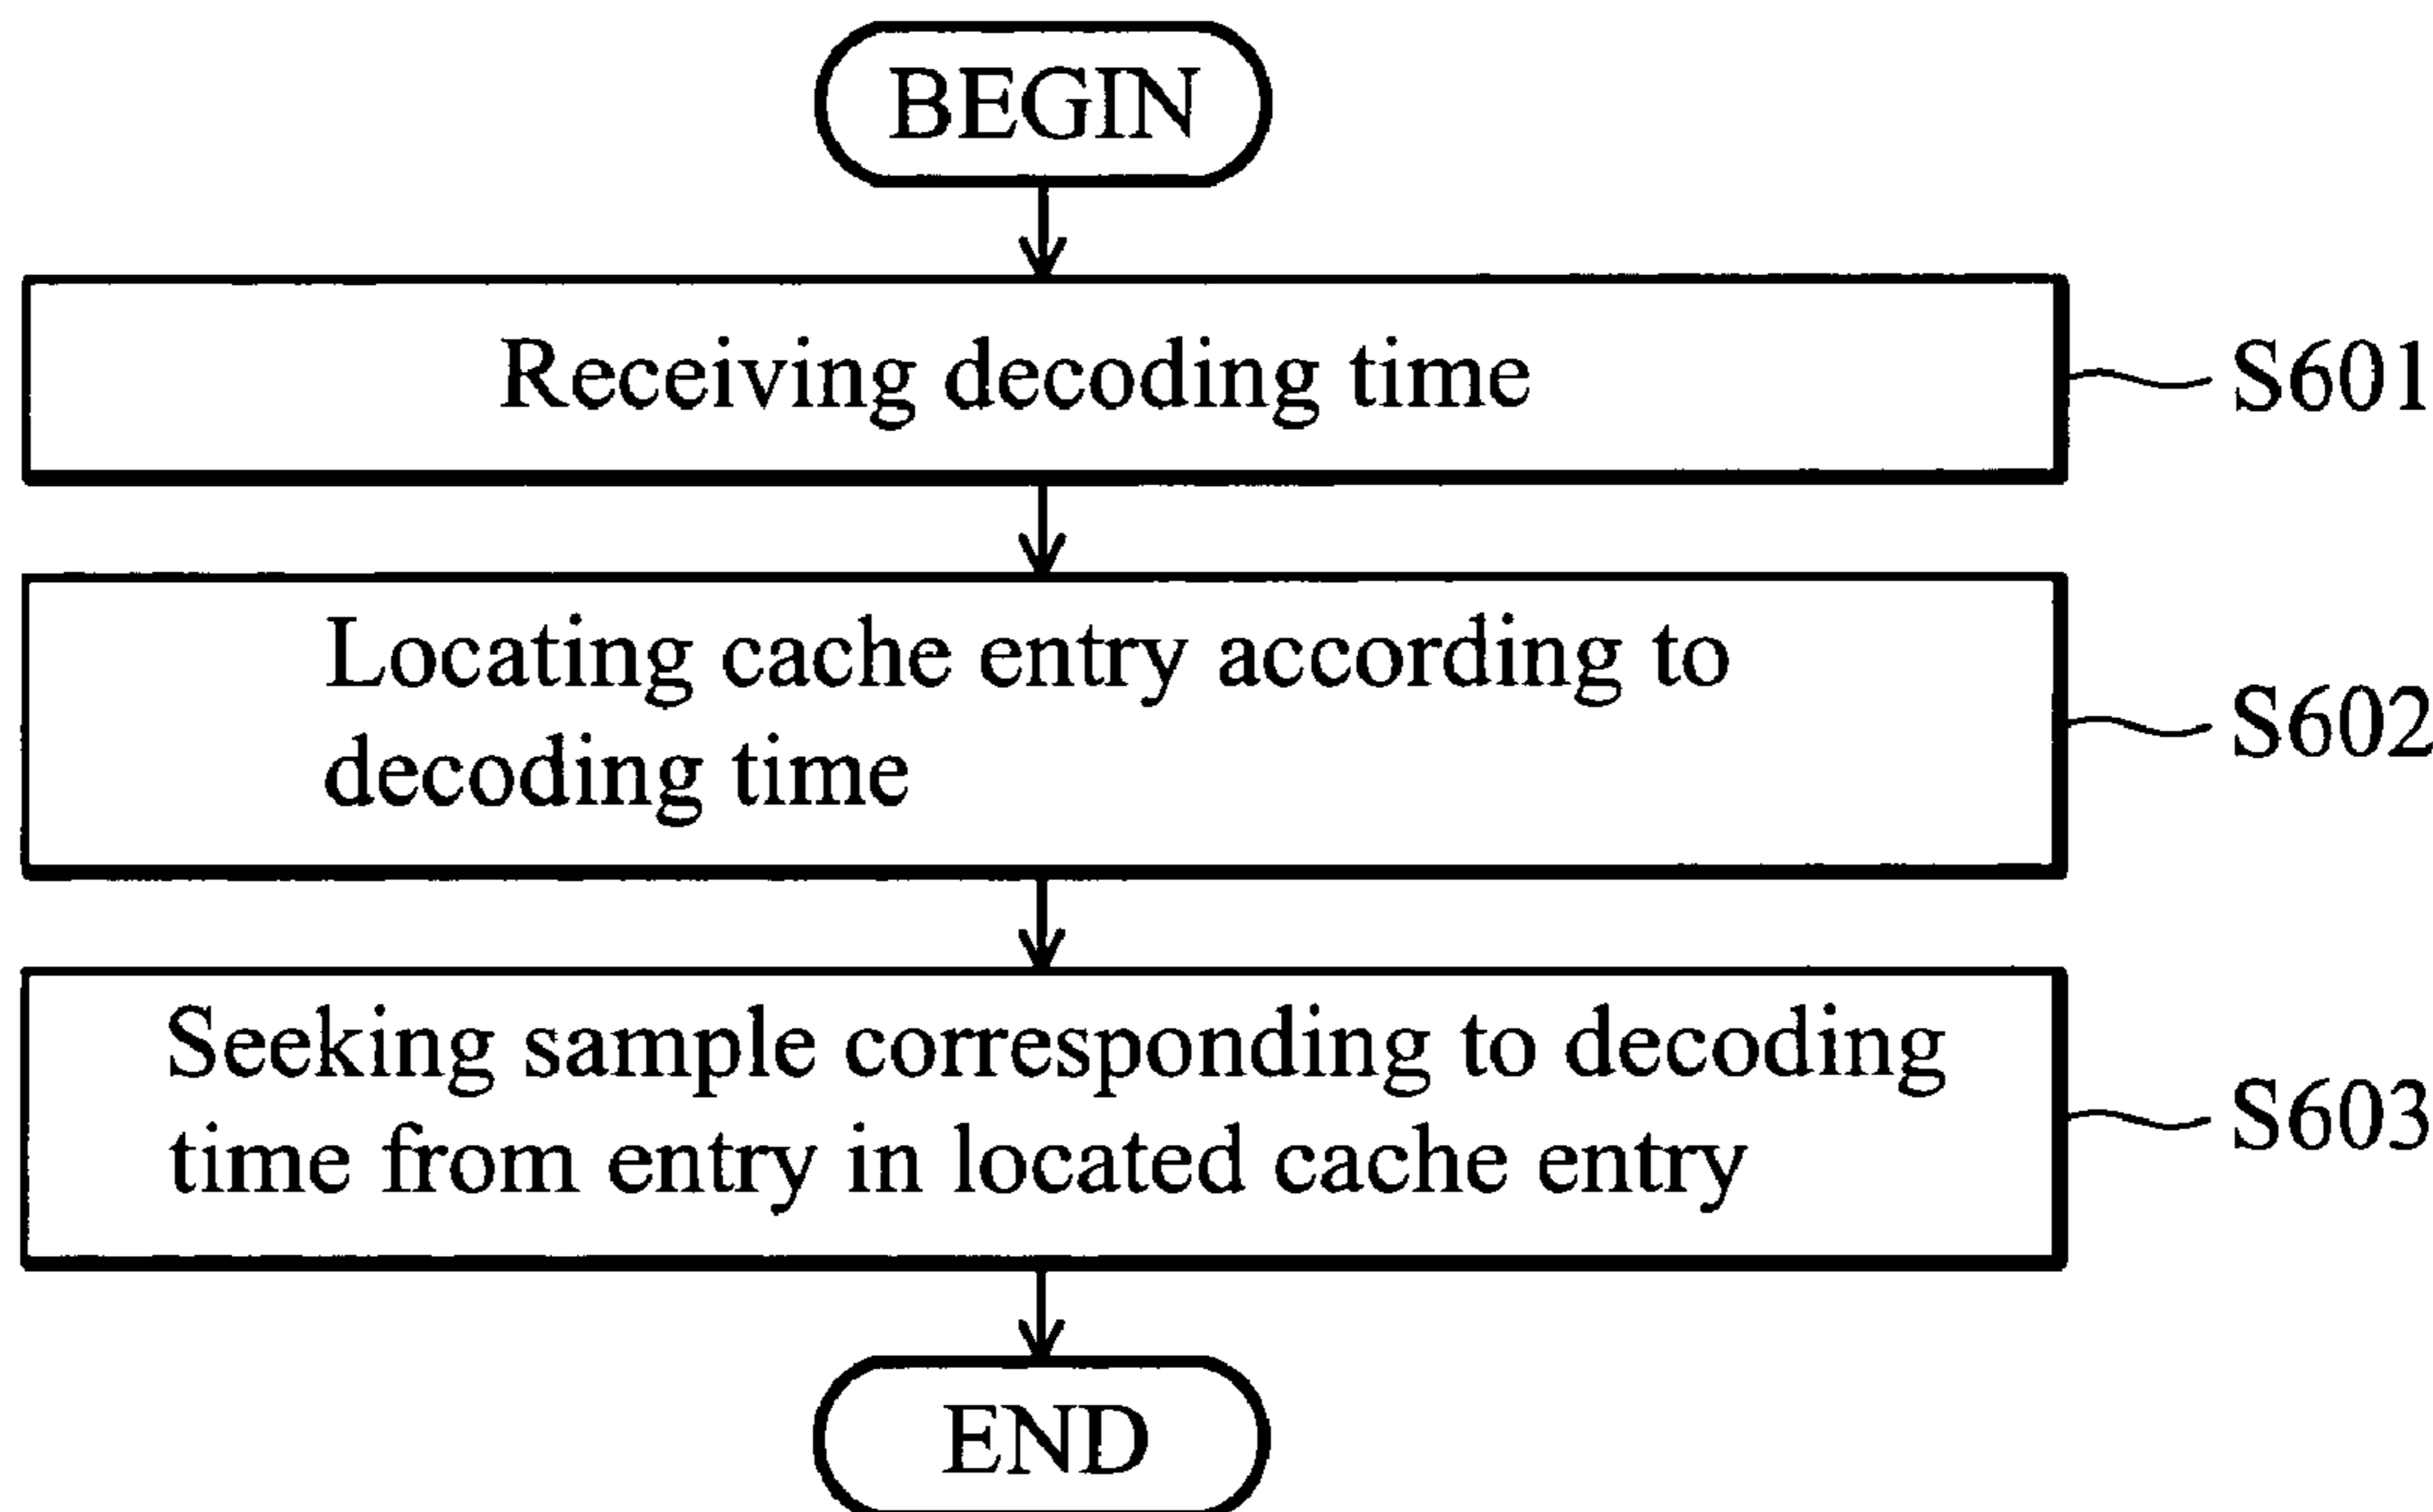 BEGIN
Receiving decoding time
S601
Locating cache entry according to
decoding time
S602
Seeking sample corresponding to decoding
time from entry in located cache entry
S603
END